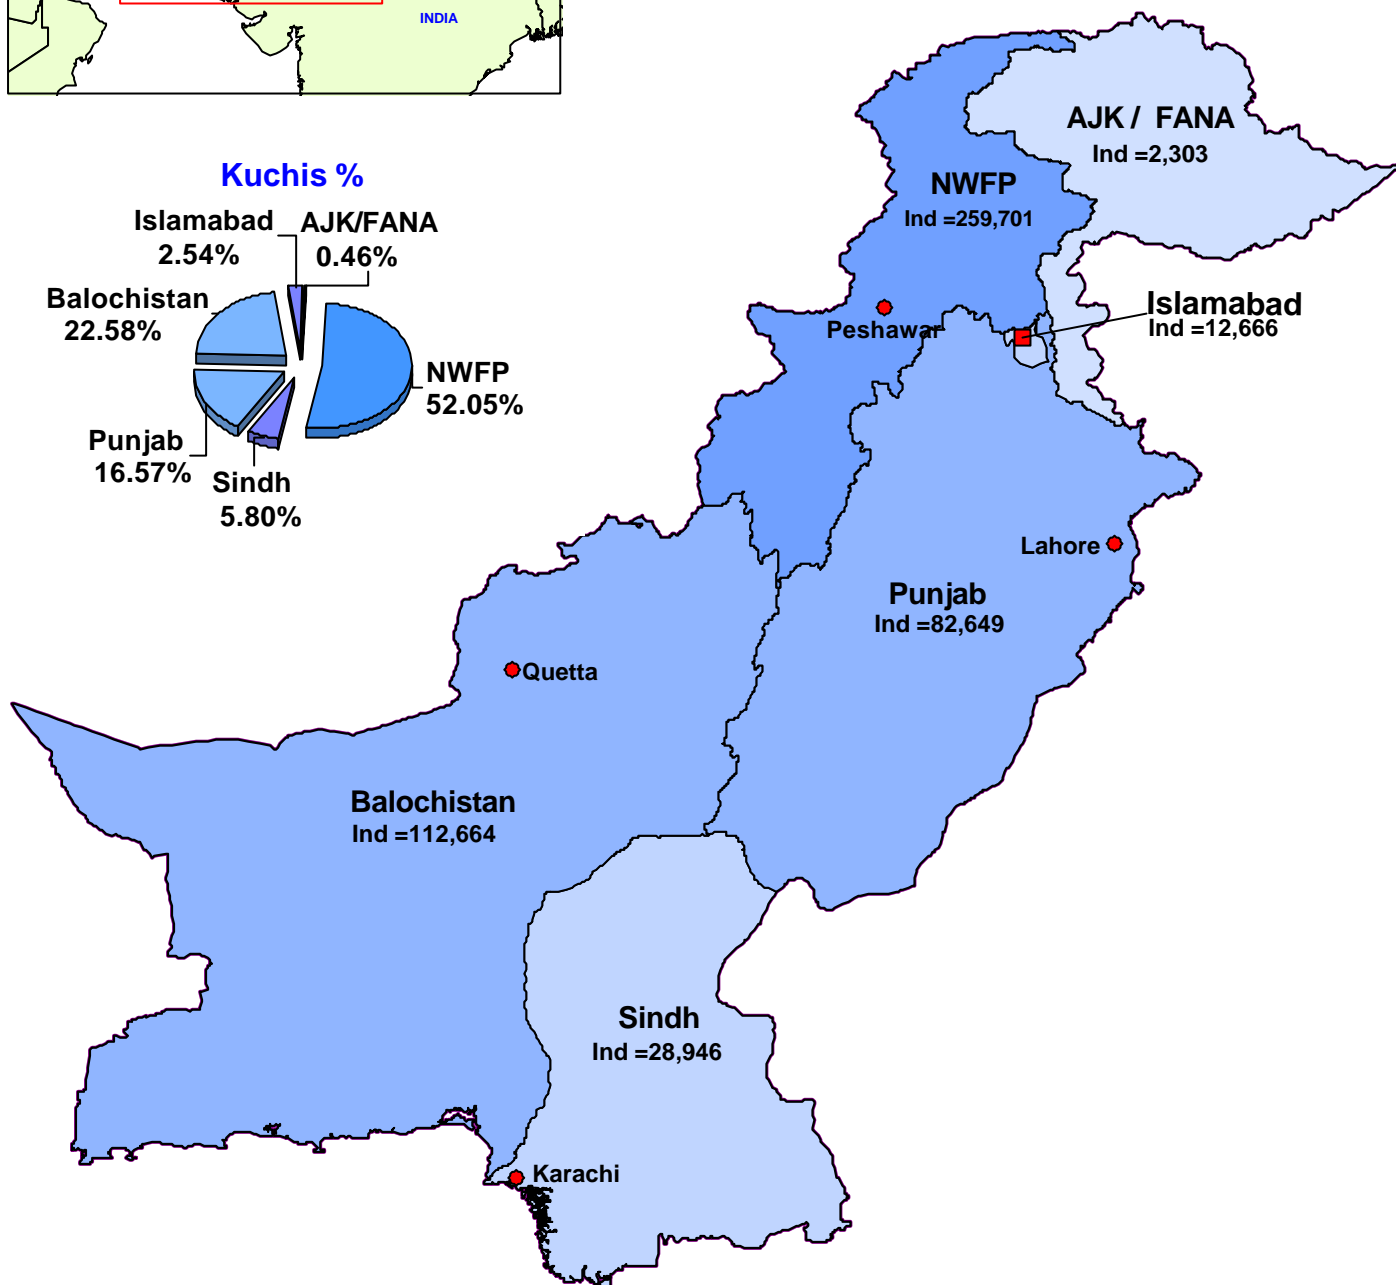 INDIA
Kuchis %
Islamabad
2.54%
AJK/FANA
0.46%
Balochistan
22.58%
NWFP
52.05%
Punjab
16.57%
Sindh
5.80%
AJK / FANA
Ind =2,303
NWFP
Ind =259,701
Islamabad
Ind =12,666
Peshawar
Lahore
Punjab
Ind =82,649
Quetta
Balochistan
Ind =112,664
Sindh
Ind =28,946
Karachi